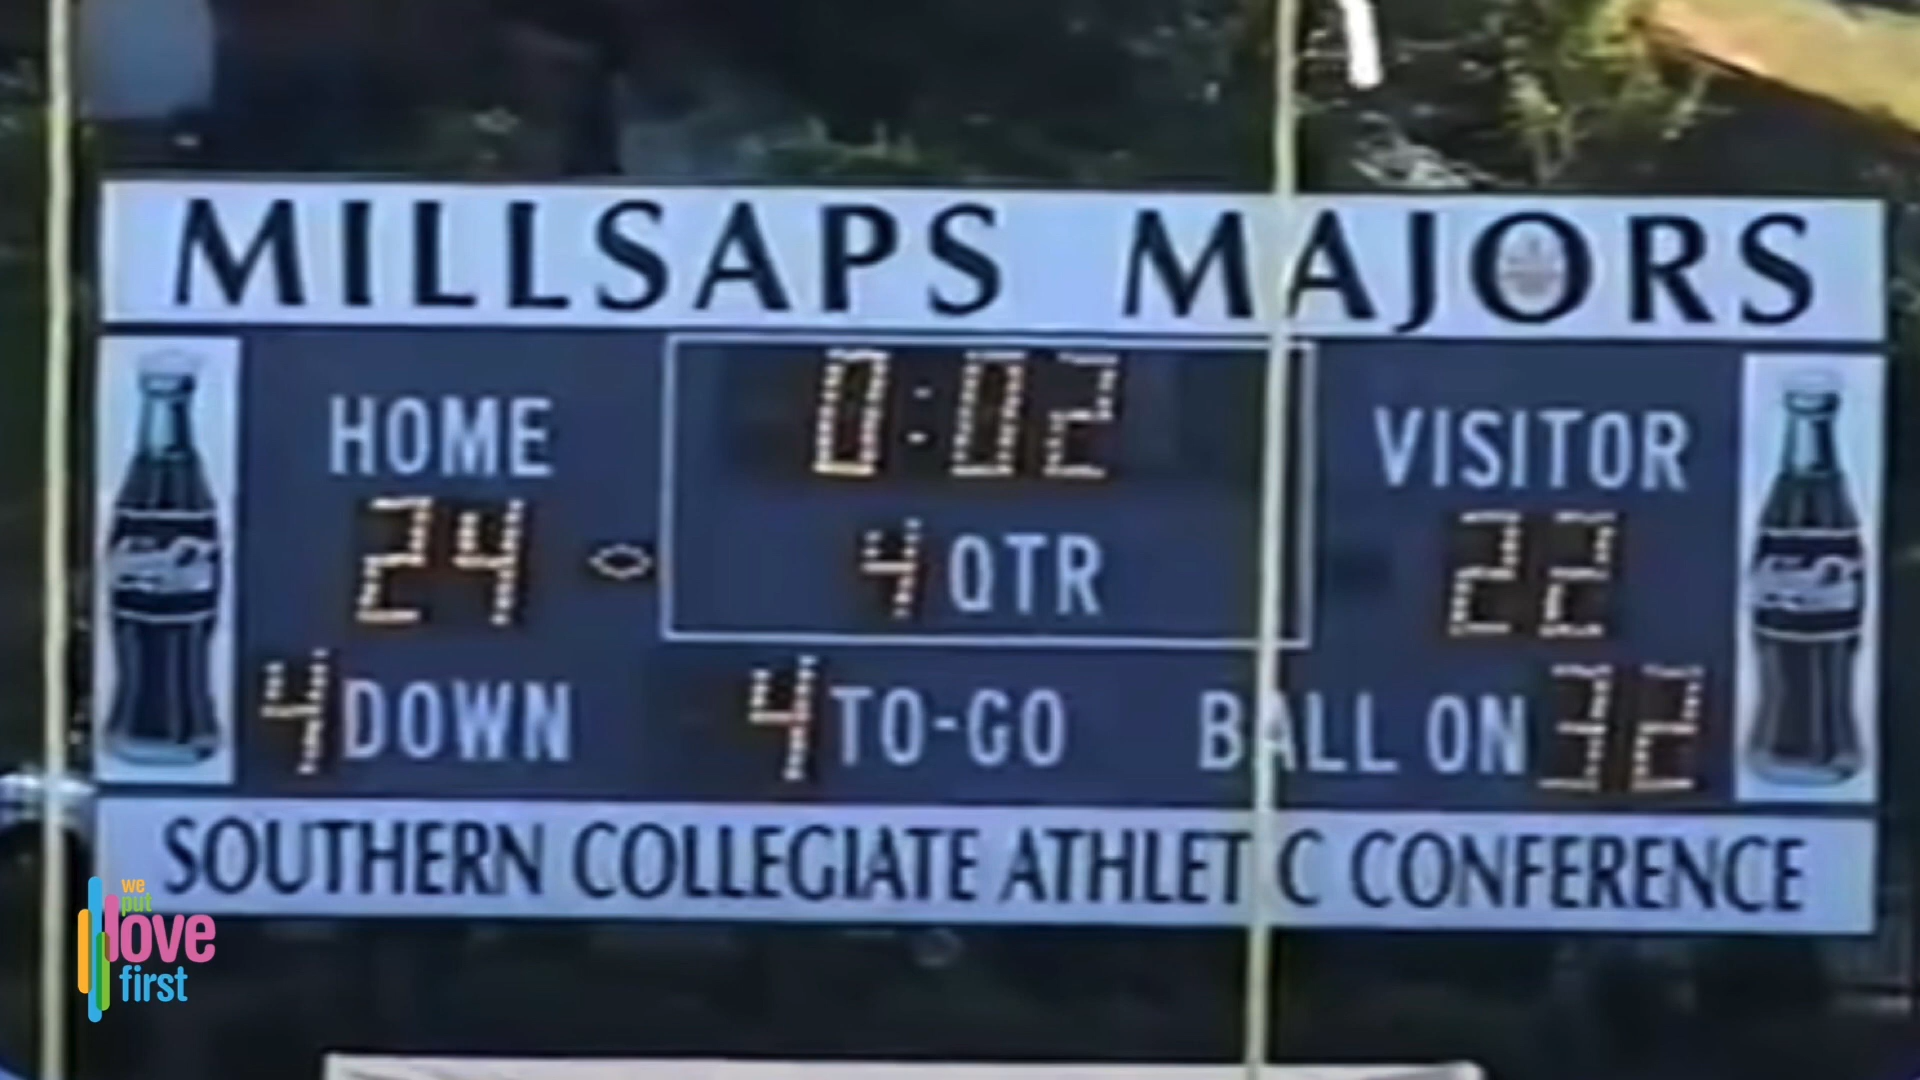 MILLSAPS MAJORS
HOME 0:02 VISITOR
24 4 QTR 22
4 DOWN 4 TO-GO BALL ON 32
SOUTHERN COLLEGIATE ATHLETIC CONFERENCE
we
put
love
first